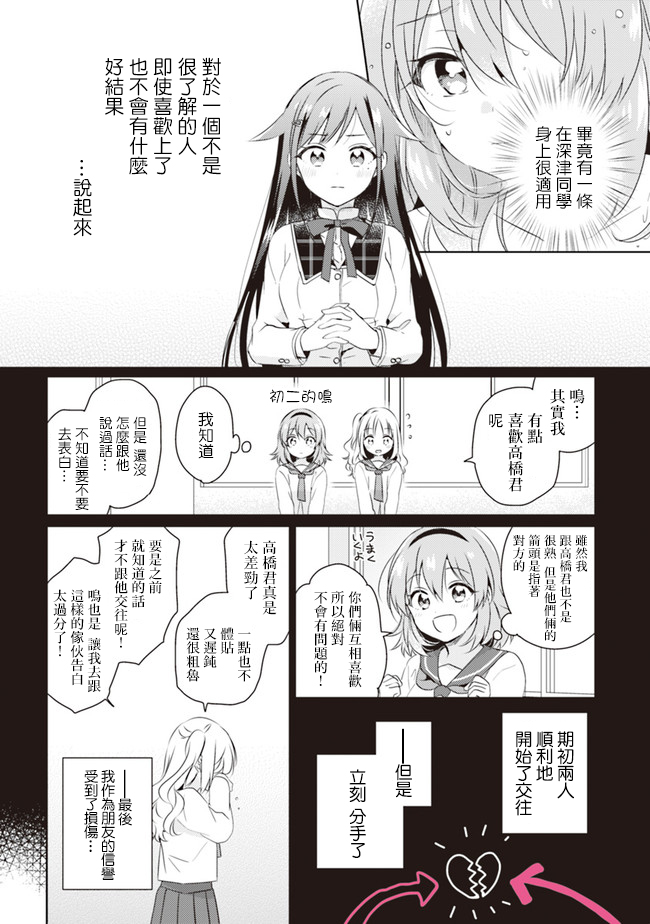 畢竟有一條
在深津同學
身上很適用
對於一個不是
很了解的人
即使喜歡上了
也不會有什麼
好結果
…說起來
鳴…
其實我
有點
喜歡高橋君
呢
初二的鳴
我知道
但是 還沒
怎麼跟他
說過話…
不知道要不要
去表白…
雖然我
跟高橋君也不是
很熟 但是他們倆的
箭頭是指著
對方的
うまく
いくよ
你們倆互相喜歡
所以絕對
不會有問題的！
期初兩人
順利地
開始了交往
——但是
立刻 分手了
高橋君真是
太差勁了
一點也不
體貼
又遲鈍
還很粗魯
要是之前
就知道的話
才不跟他交往呢！
鳴也是 讓我去跟
這樣的傢伙告白
太過分了！
——最後
我作為朋友的信譽
受到了損傷…